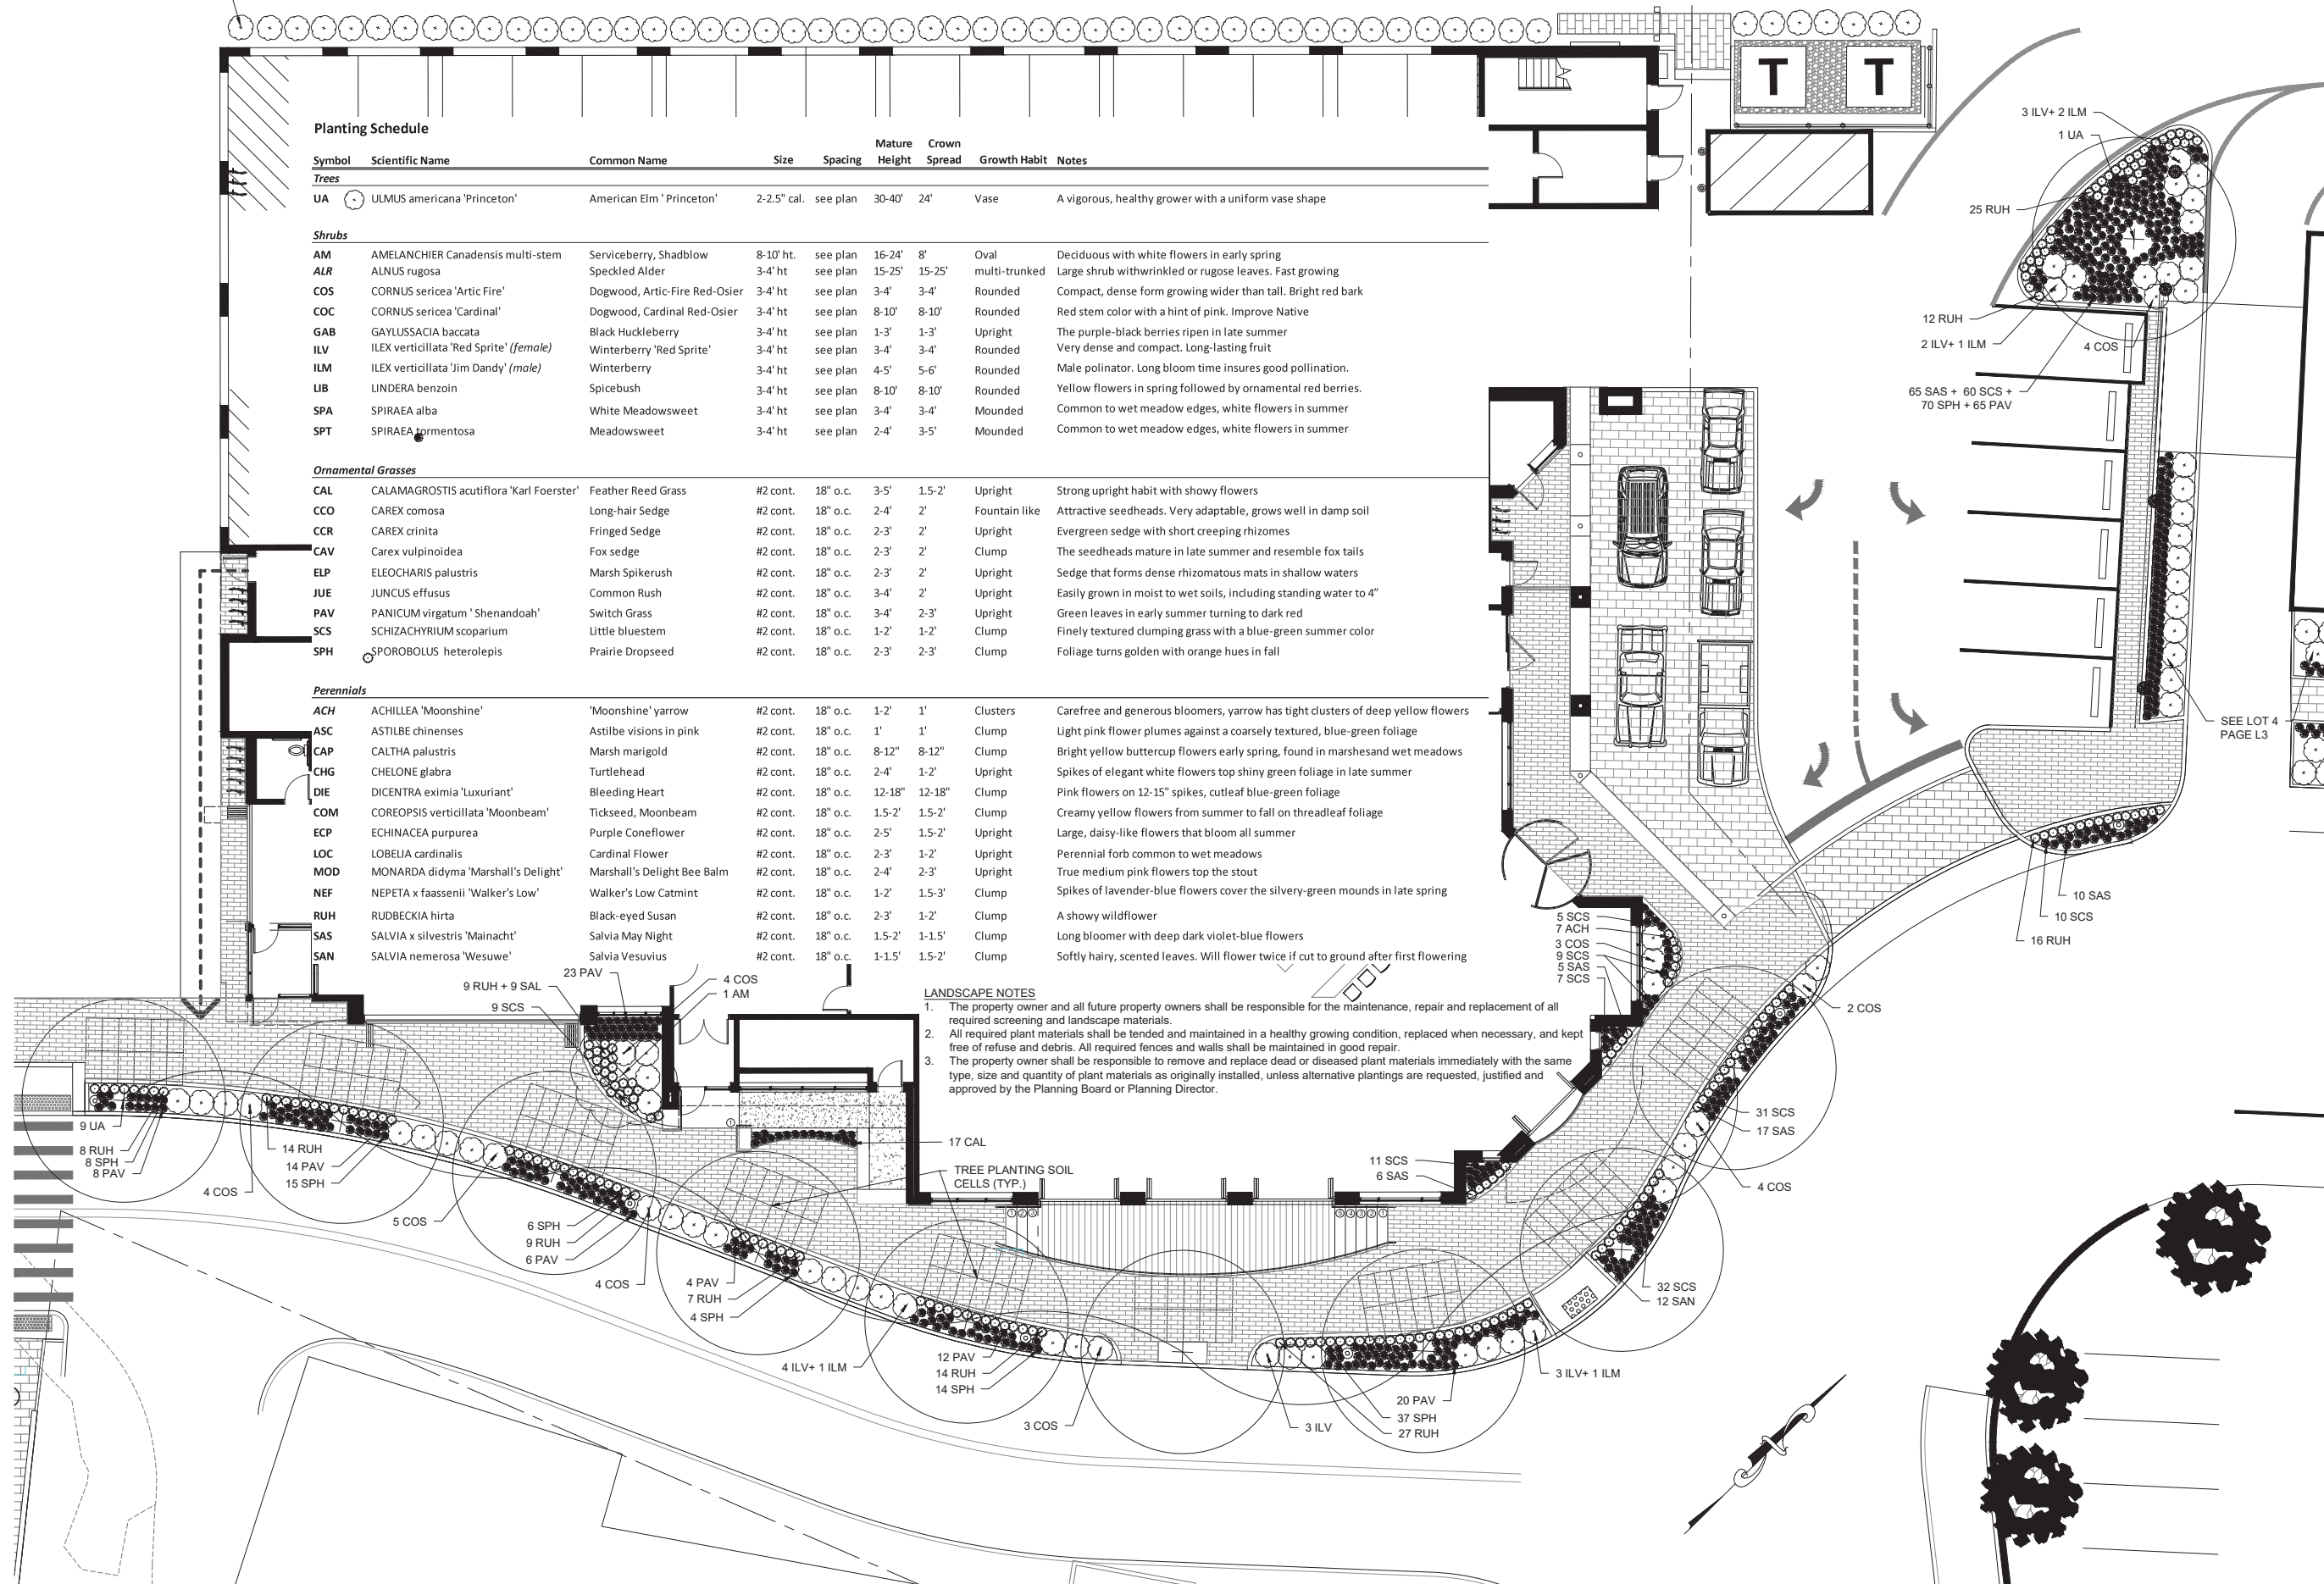 T T
Planting Schedule
Mature Crown
Symbol Scientific Name Common Name Size Spacing Height Spread Growth Habit Notes
Trees
UA ULMUS americana 'Princeton' American Elm ' Princeton' 2-2.5" cal. see plan 30-40' 24' Vase A vigorous, healthy grower with a uniform vase shape
Shrubs
AM AMELANCHIER Canadensis multi-stem Serviceberry, Shadblow 8-10' ht. see plan 16-24' 8' Oval Deciduous with white flowers in early spring
ALR ALNUS rugosa Speckled Alder 3-4' ht see plan 15-25' 15-25' multi-trunked Large shrub withwrinkled or rugose leaves. Fast growing
COS CORNUS sericea 'Artic Fire' Dogwood, Artic-Fire Red-Osier 3-4' ht see plan 3-4' 3-4' Rounded Compact, dense form growing wider than tall. Bright red bark
COC CORNUS sericea 'Cardinal' Dogwood, Cardinal Red-Osier 3-4' ht see plan 8-10' 8-10' Rounded Red stem color with a hint of pink. Improve Native
GAB GAYLUSSACIA baccata Black Huckleberry 3-4' ht see plan 1-3' 1-3' Upright The purple-black berries ripen in late summer
ILV ILEX verticillata 'Red Sprite' (female) Winterberry 'Red Sprite' 3-4' ht see plan 3-4' 3-4' Rounded Very dense and compact. Long-lasting fruit
ILM ILEX verticillata 'Jim Dandy' (male) Winterberry 3-4' ht see plan 4-5' 5-6' Rounded Male polinator. Long bloom time insures good pollination.
LIB LINDERA benzoin Spicebush 3-4' ht see plan 8-10' 8-10' Rounded Yellow flowers in spring followed by ornamental red berries.
SPA SPIRAEA alba White Meadowsweet 3-4' ht see plan 3-4' 3-4' Mounded Common to wet meadow edges, white flowers in summer
SPT SPIRAEA tormentosa Meadowsweet 3-4' ht see plan 2-4' 3-5' Mounded Common to wet meadow edges, white flowers in summer
Ornamental Grasses
CAL CALAMAGROSTIS acutiflora 'Karl Foerster' Feather Reed Grass #2 cont. 18" o.c. 3-5' 1.5-2' Upright Strong upright habit with showy flowers
CCO CAREX comosa Long-hair Sedge #2 cont. 18" o.c. 2-4' 2' Fountain like Attractive seedheads. Very adaptable, grows well in damp soil
CCR CAREX crinita Fringed Sedge #2 cont. 18" o.c. 2-3' 2' Upright Evergreen sedge with short creeping rhizomes
CAV Carex vulpinoidea Fox sedge #2 cont. 18" o.c. 2-3' 2' Clump The seedheads mature in late summer and resemble fox tails
ELP ELEOCHARIS palustris Marsh Spikerush #2 cont. 18" o.c. 2-3' 2' Upright Sedge that forms dense rhizomatous mats in shallow waters
JUE JUNCUS effusus Common Rush #2 cont. 18" o.c. 3-4' 2' Upright Easily grown in moist to wet soils, including standing water to 4”
PAV PANICUM virgatum ' Shenandoah' Switch Grass #2 cont. 18" o.c. 3-4' 2-3' Upright Green leaves in early summer turning to dark red
SCS SCHIZACHYRIUM scoparium Little bluestem #2 cont. 18" o.c. 1-2' 1-2' Clump Finely textured clumping grass with a blue-green summer color
SPH SPOROBOLUS heterolepis Prairie Dropseed #2 cont. 18" o.c. 2-3' 2-3' Clump Foliage turns golden with orange hues in fall
Perennials
ACH ACHILLEA 'Moonshine' 'Moonshine' yarrow #2 cont. 18" o.c. 1-2' 1' Clusters Carefree and generous bloomers, yarrow has tight clusters of deep yellow flowers
ASC ASTILBE chinenses Astilbe visions in pink #2 cont. 18" o.c. 1' 1' Clump Light pink flower plumes against a coarsely textured, blue-green foliage
CAP CALTHA palustris Marsh marigold #2 cont. 18" o.c. 8-12" 8-12" Clump Bright yellow buttercup flowers early spring, found in marshesand wet meadows
CHG CHELONE glabra Turtlehead #2 cont. 18" o.c. 2-4' 1-2' Upright Spikes of elegant white flowers top shiny green foliage in late summer
DIE DICENTRA eximia 'Luxuriant' Bleeding Heart #2 cont. 18" o.c. 12-18" 12-18" Clump Pink flowers on 12-15" spikes, cutleaf blue-green foliage
COM COREOPSIS verticillata 'Moonbeam' Tickseed, Moonbeam #2 cont. 18" o.c. 1.5-2' 1.5-2' Clump Creamy yellow flowers from summer to fall on threadleaf foliage
ECP ECHINACEA purpurea Purple Coneflower #2 cont. 18" o.c. 2-5' 1.5-2' Upright Large, daisy-like flowers that bloom all summer
LOC LOBELIA cardinalis Cardinal Flower #2 cont. 18" o.c. 2-3' 1-2' Upright Perennial forb common to wet meadows
MOD MONARDA didyma 'Marshall's Delight' Marshall's Delight Bee Balm #2 cont. 18" o.c. 2-4' 2-3' Upright True medium pink flowers top the stout
NEF NEPETA x faassenii 'Walker's Low' Walker's Low Catmint #2 cont. 18" o.c. 1-2' 1.5-3' Clump Spikes of lavender-blue flowers cover the silvery-green mounds in late spring
RUH RUDBECKIA hirta Black-eyed Susan #2 cont. 18" o.c. 2-3' 1-2' Clump A showy wildflower
SAS SALVIA x silvestris 'Mainacht' Salvia May Night #2 cont. 18" o.c. 1.5-2' 1-1.5' Clump Long bloomer with deep dark violet-blue flowers
SAN SALVIA nemerosa 'Wesuwe' Salvia Vesuvius #2 cont. 18" o.c. 1-1.5' 1.5-2' Clump Softly hairy, scented leaves. Will flower twice if cut to ground after first flowering
3 ILV+ 2 ILM
1 UA
25 RUH
12 RUH
2 ILV+ 1 ILM
4 COS
65 SAS + 60 SCS +
70 SPH + 65 PAV
SEE LOT 4
PAGE L3
10 SAS
10 SCS
16 RUH
5 SCS
7 ACH
3 COS
9 SCS
5 SAS
7 SCS
2 COS
23 PAV
9 RUH + 9 SAL
9 SCS
4 COS
1 AM
LANDSCAPE NOTES
1. The property owner and all future property owners shall be responsible for the maintenance, repair and replacement of all
required screening and landscape materials.
2. All required plant materials shall be tended and maintained in a healthy growing condition, replaced when necessary, and kept
free of refuse and debris. All required fences and walls shall be maintained in good repair.
3. The property owner shall be responsible to remove and replace dead or diseased plant materials immediately with the same
type, size and quantity of plant materials as originally installed, unless alternative plantings are requested, justified and
approved by the Planning Board or Planning Director.
31 SCS
17 SAS
4 COS
17 CAL
TREE PLANTING SOIL
CELLS (TYP.)
11 SCS
6 SAS
9 UA
8 RUH
8 SPH
8 PAV
4 COS
14 RUH
14 PAV
15 SPH
5 COS
6 SPH
9 RUH
6 PAV
4 COS
4 PAV
7 RUH
4 SPH
1 2 3
5 4 3 2 1
32 SCS
12 SAN
4 ILV+ 1 ILM
12 PAV
14 RUH
14 SPH
3 COS
3 ILV
20 PAV
37 SPH
27 RUH
3 ILV+ 1 ILM